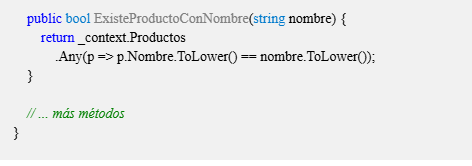 public bool ExisteProductoConNombre(string nombre) {
return _context.Productos
.Any(p => p.Nombre.ToLower() == nombre.ToLower());
}
// ... más métodos
}